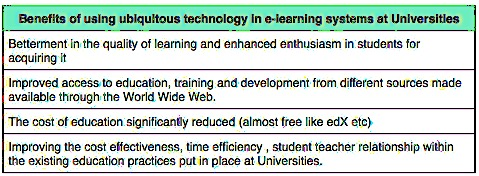 Benefits of using ubiquitous technology in e-learning systems at Universities
Betterment in the quality of learning and enhanced enthusiasm in students for
acquiring it
Improved access to education, training and development from different sources made
available through the World Wide Web.
The cost of education significantly reduced (almost free like edX etc)
Improving the cost effectiveness, time efficiency , student teacher relationship within
the existing education practices put in place at Universities.